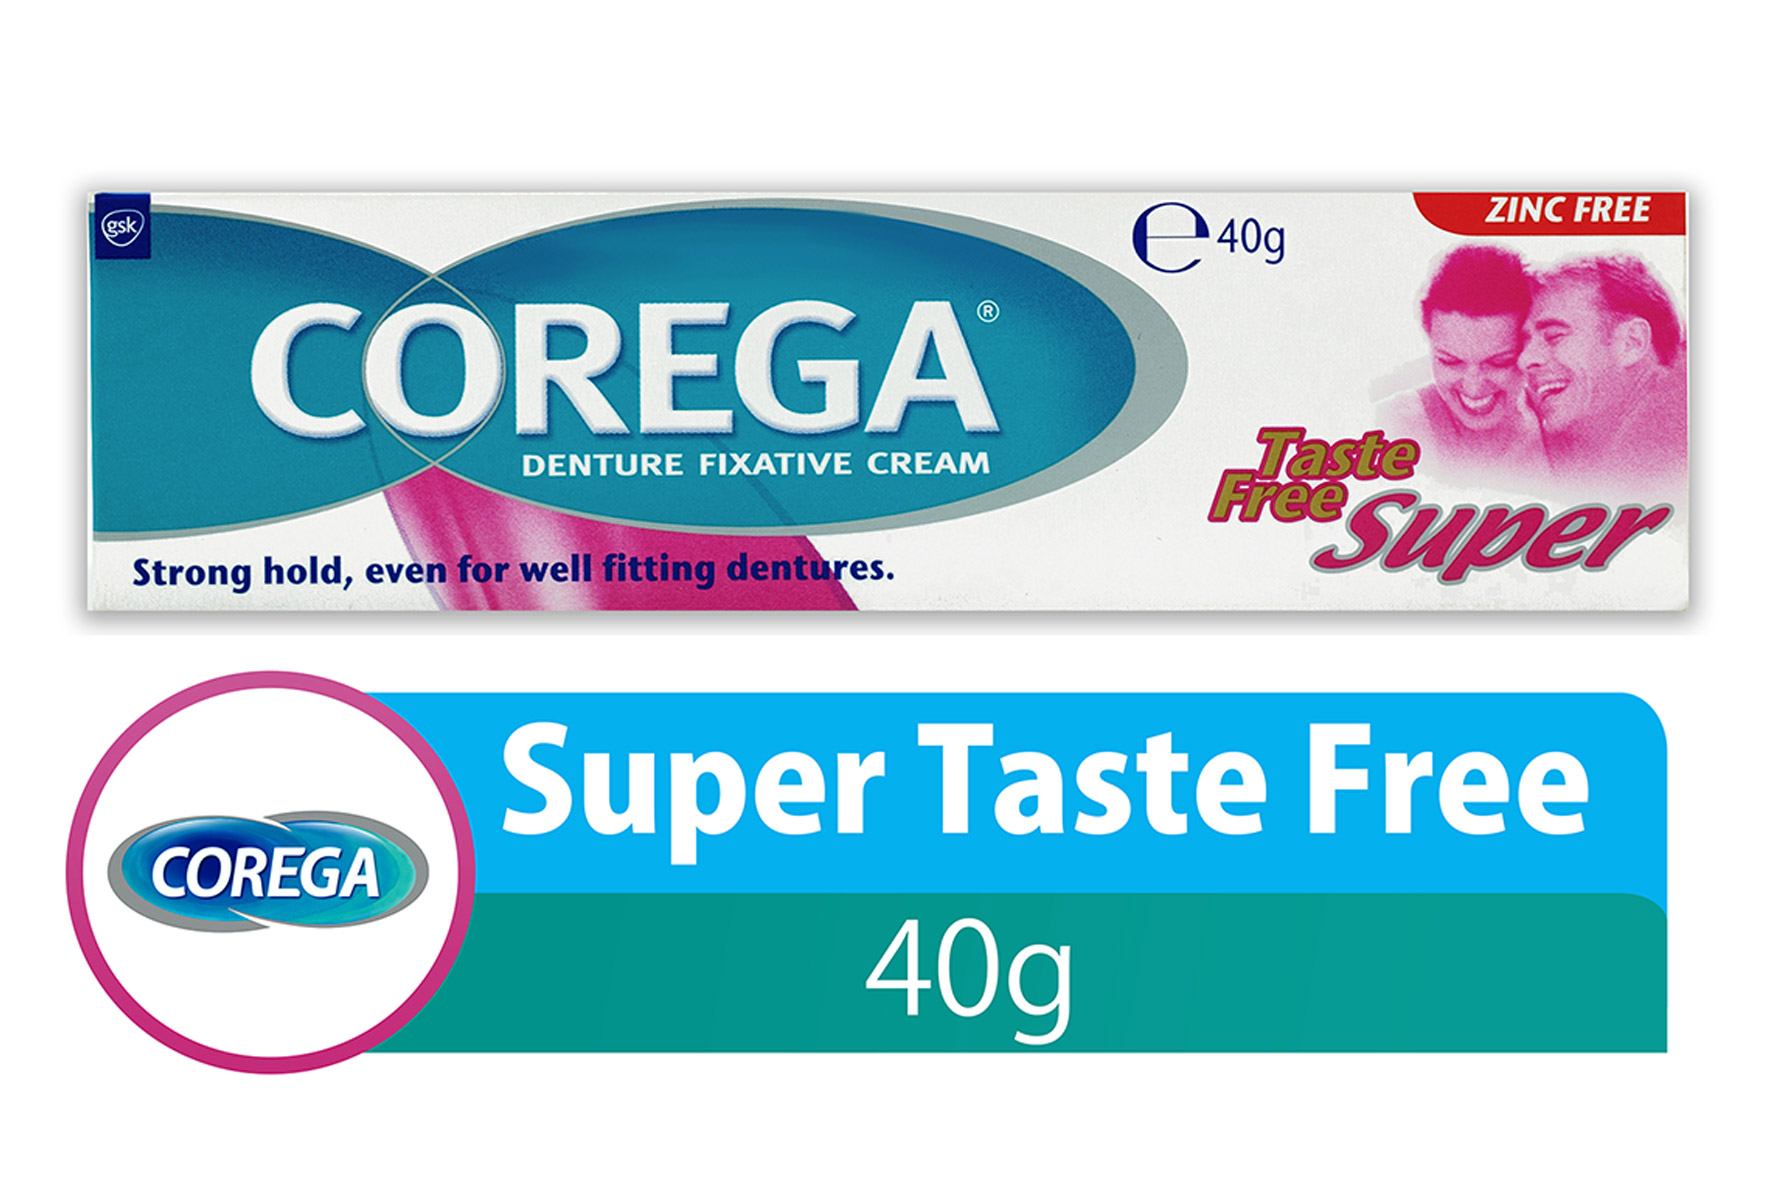 gsk
ZINC FREE
℮ 40g
COREGA®
DENTURE FIXATIVE CREAM
Taste
Free Super
Strong hold, even for well fitting dentures.
Super Taste Free
COREGA
40g